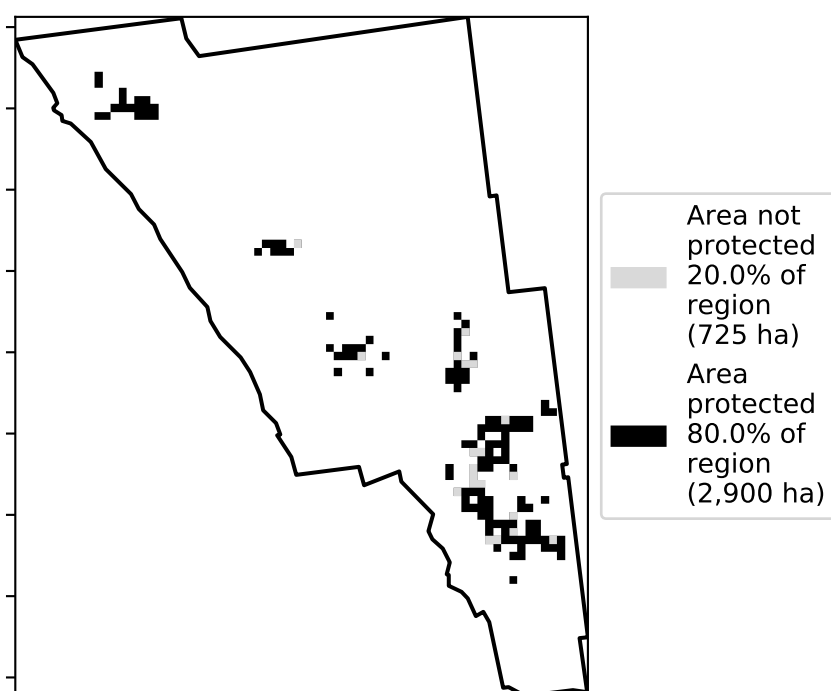 Area not
protected
20.0% of
region
(725 ha)
Area
protected
80.0% of
region
(2,900 ha)